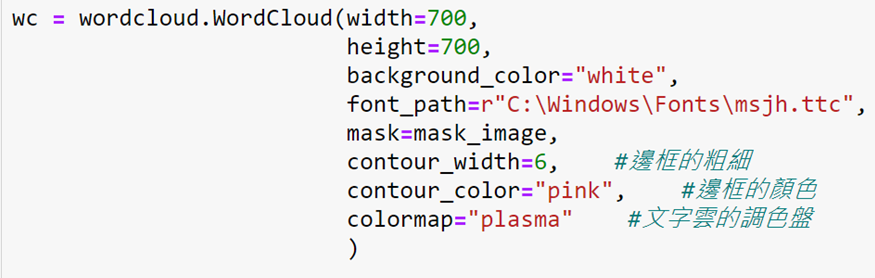 wc = wordcloud.WordCloud(width=700,
height=700,
background_color="white",
font_path=r"C:\Windows\Fonts\msjh.ttc",
mask=mask_image,
contour_width=6, #邊框的粗細
contour_color="pink", #邊框的顏色
colormap="plasma" #文字雲的調色盤
)